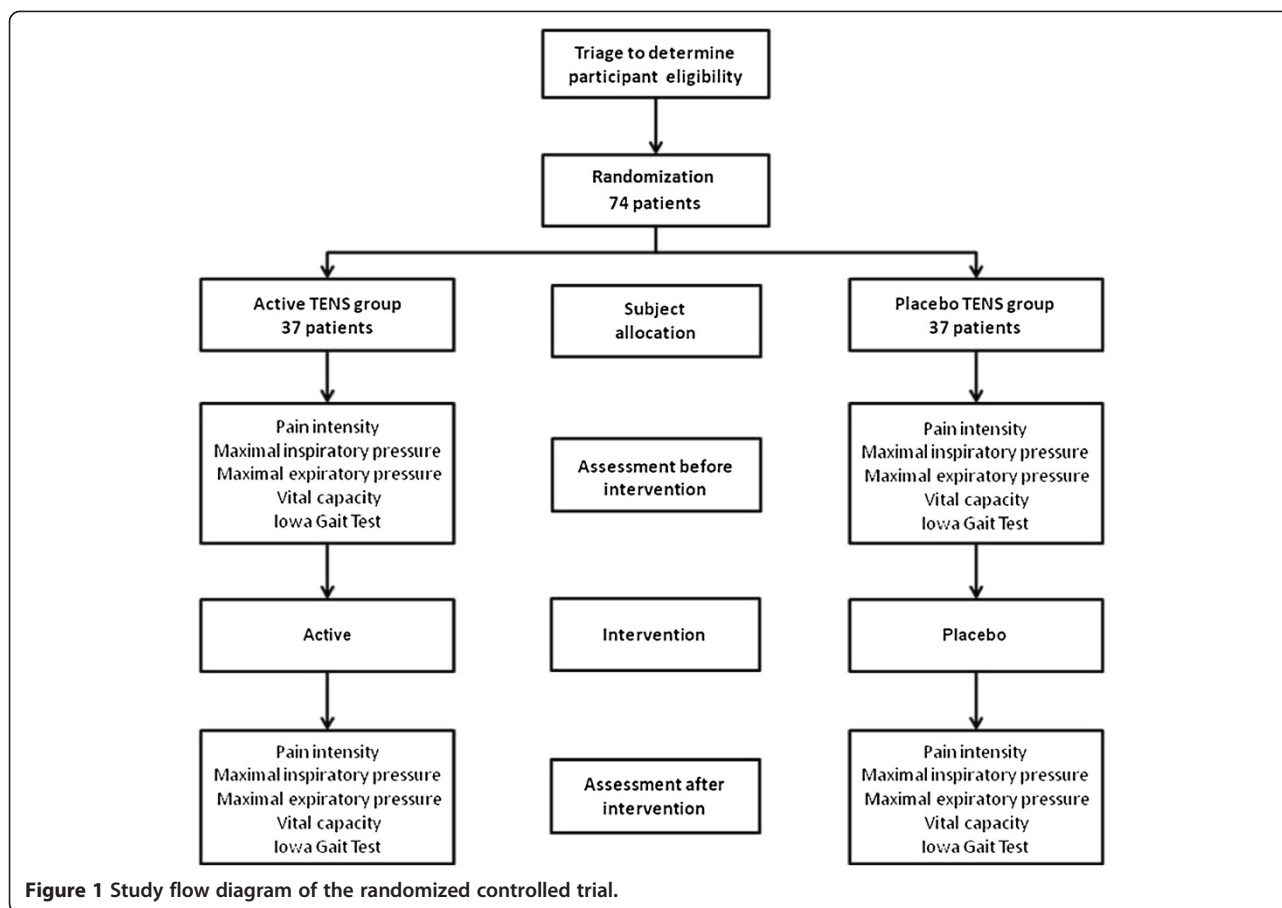 Triage to determine
participant eligibility
Randomization
74 patients
Active TENS group
37 patients
Subject
allocation
Placebo TENS group
37 patients
Pain intensity
Maximal inspiratory pressure
Maximal expiratory pressure
Vital capacity
Iowa Gait Test
Assessment before
intervention
Pain intensity
Maximal inspiratory pressure
Maximal expiratory pressure
Vital capacity
Iowa Gait Test
Active
Intervention
Placebo
Pain intensity
Maximal inspiratory pressure
Maximal expiratory pressure
Vital capacity
Iowa Gait Test
Assessment after
intervention
Pain intensity
Maximal inspiratory pressure
Maximal expiratory pressure
Vital capacity
Iowa Gait Test
Figure 1 Study flow diagram of the randomized controlled trial.